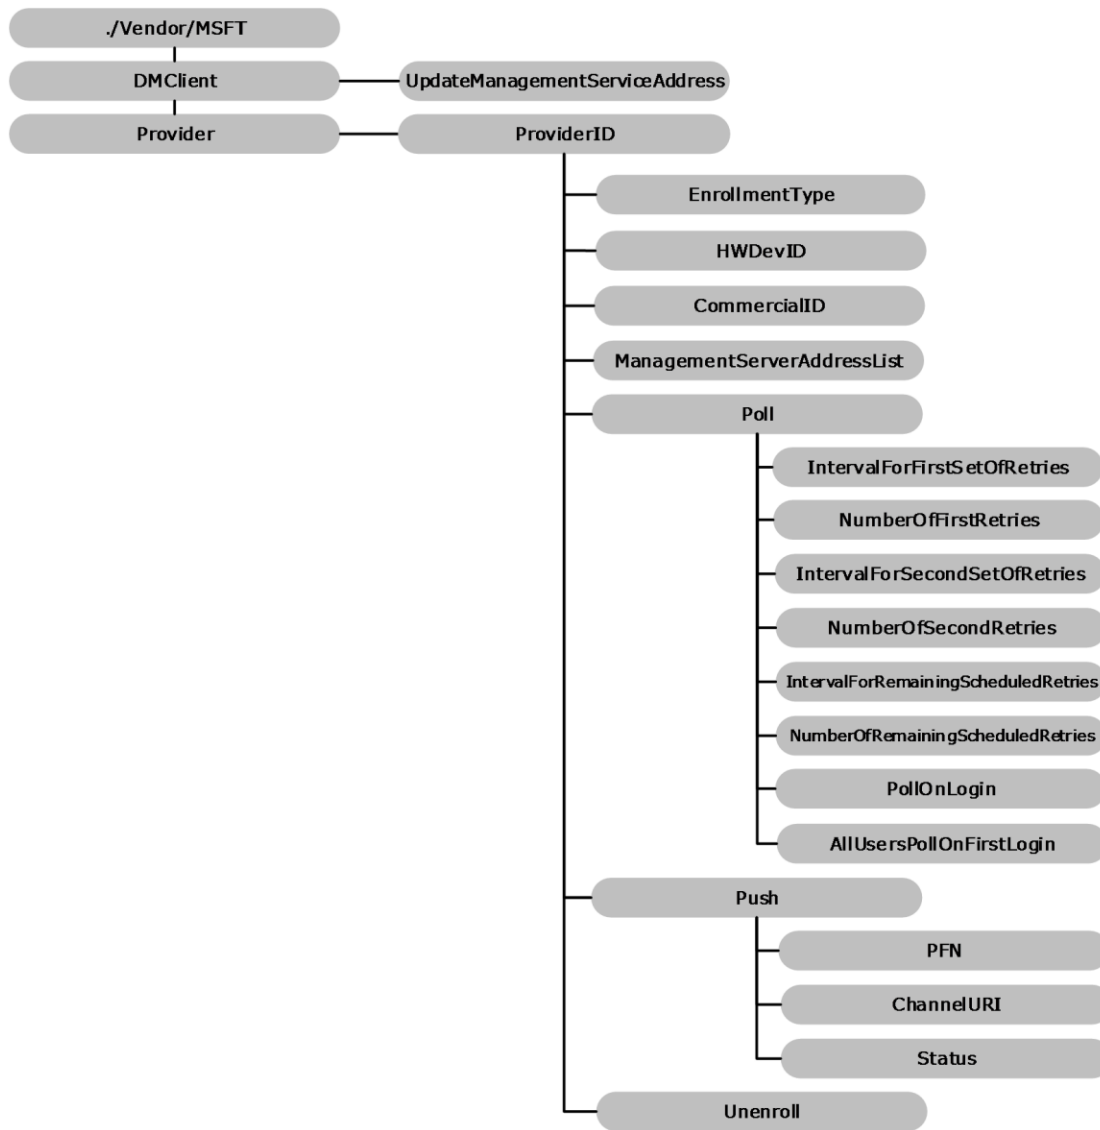 ./Vendor/MSFT
DMClient
UpdateManagementServiceAddress
Provider
ProviderID
EnrollmentType
HWDevID
CommercialID
ManagementServerAddressList
Poll
IntervalForFirstSetOfRetries
NumberOfFirstRetries
IntervalForSecondSetOfRetries
NumberOfSecondRetries
IntervalForRemainingScheduledRetries
NumberOfRemainingScheduledRetries
PollOnLogin
AllUsersPollOnFirstLogin
Push
PFN
ChannelURI
Status
Unenroll